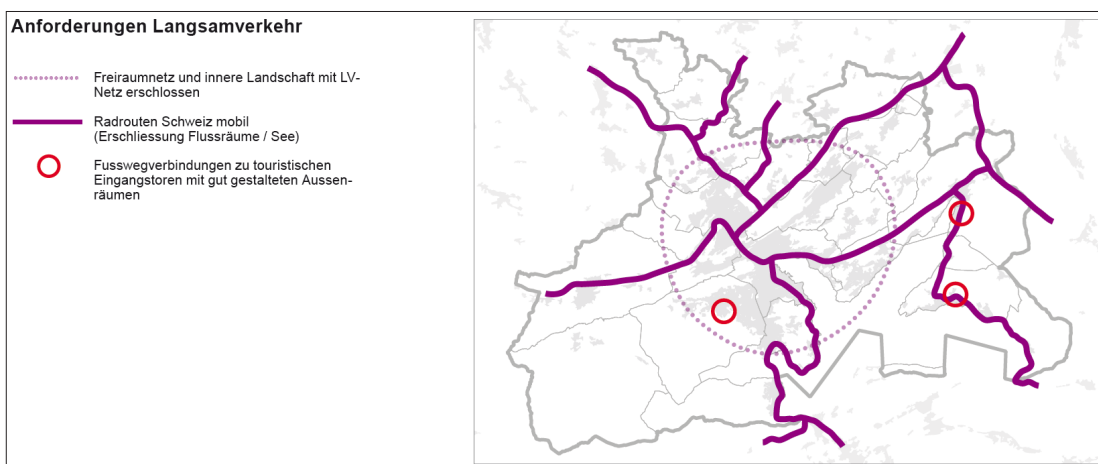 Anforderungen Langsamverkehr
Freiraumnetz und innere Landschaft mit LV-
Netz erschlossen
Radrouten Schweiz mobil
(Erschliessung Flussräume / See)
Fusswegverbindungen zu touristischen
Eingangstoren mit gut gestalteten Aussen-
räumen